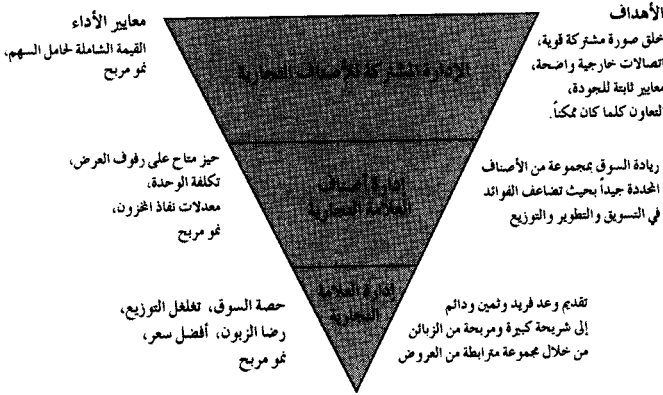 الأهداف
خلق صورة مشتركة قوية،
اتصالات خارجية واضحة،
معايير ثابتة للجودة،
لتعاون كلما كان ممكناً.
الإدارة المشتركة للأصناف التجارية
معايير الأداء
القيمة الشاملة لحامل السهم،
نمو مربح
ريادة السوق بمجموعة من الأصناف
المحددة جيداً بحيث تضاعف الفوائد
في التسويق والتطوير والتوزيع
إدارة أصناف
العلامة التجارية
حيز متاح على رفوف العرض،
تكلفة الوحدة،
معدلات نفاذ المخزون،
نمو مربح
تقديم وعد فريد وثمين ودائم
إلى شريحة كبيرة ومربحة من الزبائن
من خلال مجموعة مترابطة من العروض
إدارة العلامة
التجارية
حصة السوق، تغلغل التوزيع،
رضا الزبون، أفضل سعر،
نمو مربح